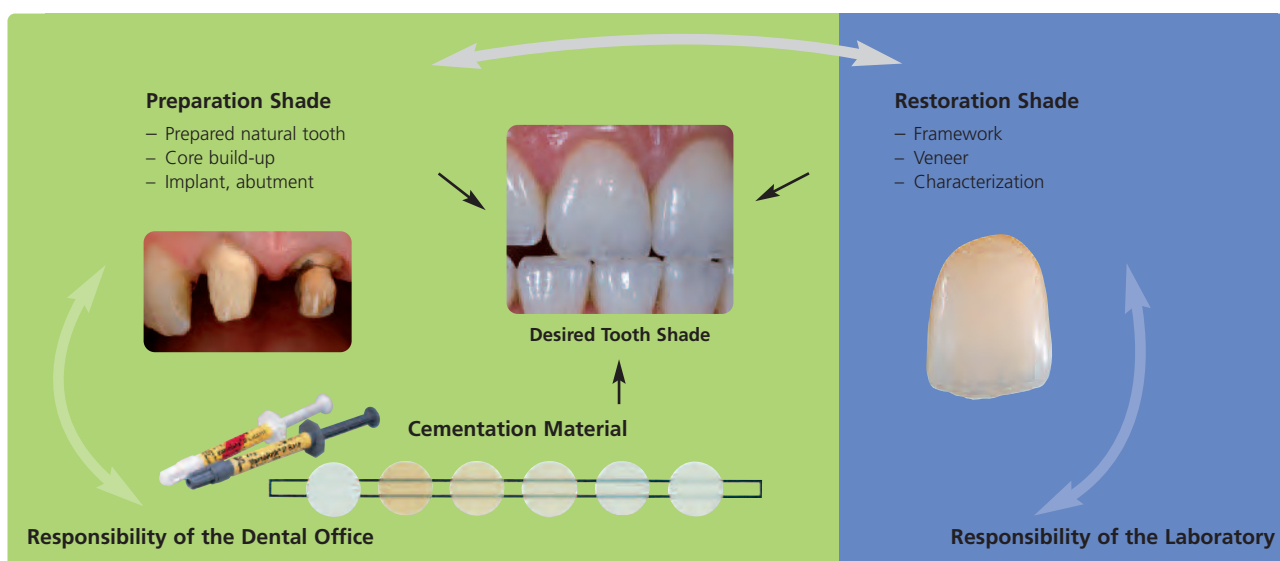 Preparation Shade
– Prepared natural tooth
– Core build-up
– Implant, abutment
Restoration Shade
– Framework
– Veneer
– Characterization
Desired Tooth Shade
Cementation Material
Responsibility of the Dental Office
Responsibility of the Laboratory